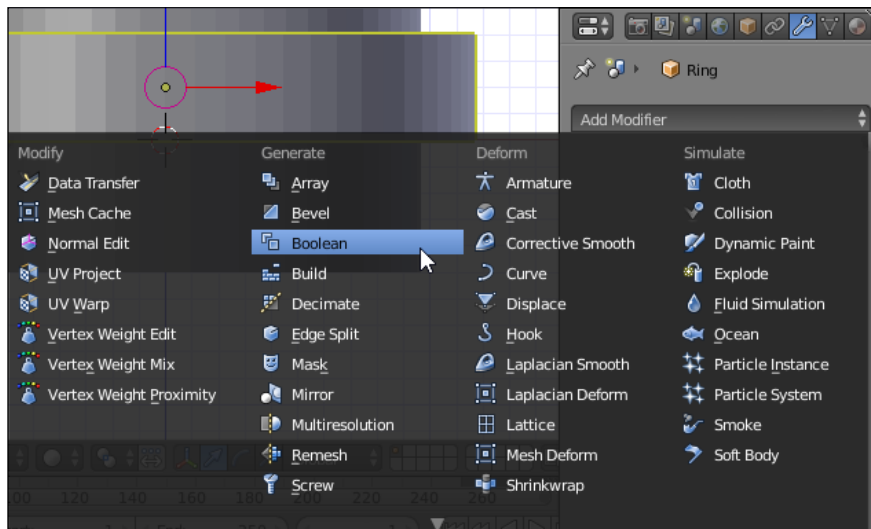 Ring
Add Modifier
Modify Generate Deform Simulate
Data Transfer Array Armature Cloth
Mesh Cache Bevel Cast Collision
Normal Edit Boolean Corrective Smooth Dynamic Paint
UV Project Build Curve Explode
UV Warp Decimate Displace Fluid Simulation
Vertex Weight Edit Edge Split Hook Ocean
Vertex Weight Mix Mask Laplacian Smooth Particle Instance
Vertex Weight Proximity Mirror Laplacian Deform Particle System
Multiresolution Lattice Smoke
Remesh Mesh Deform Soft Body
Screw Shrinkwrap
100 120 140 160 180 200 220 240 260